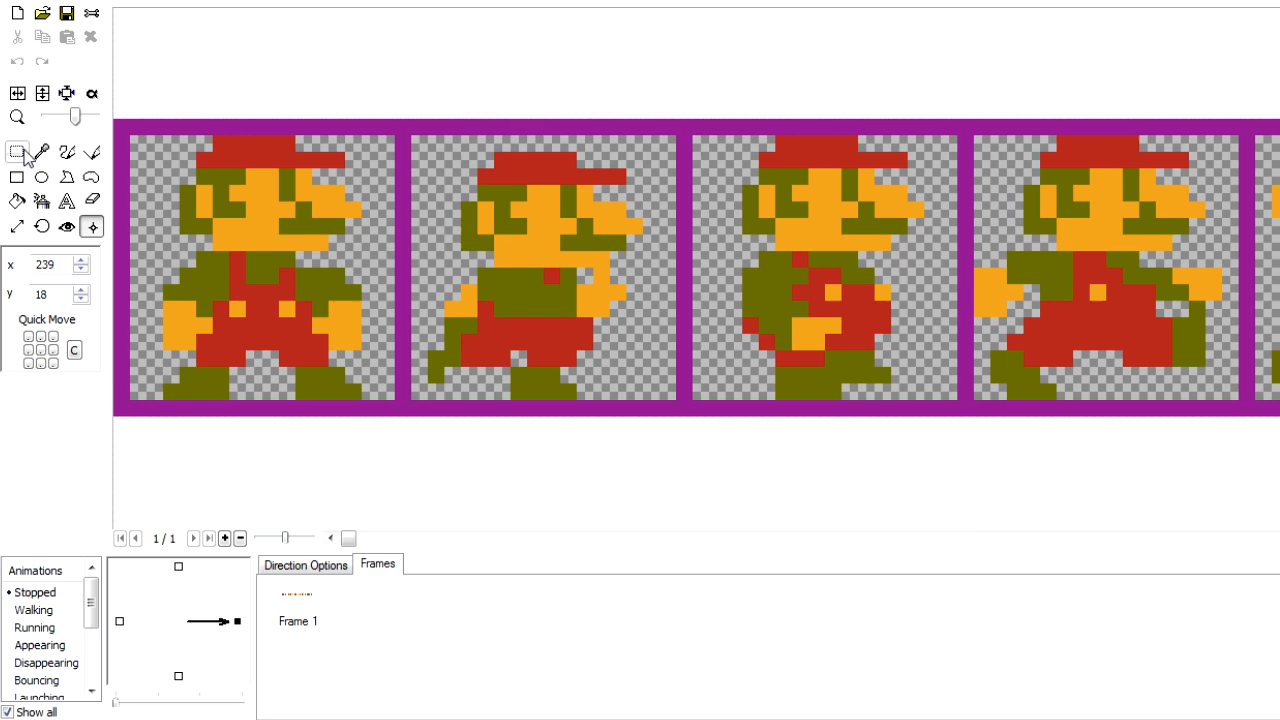 x 239
y 18
Quick Move
C
1 / 1
Animations
Stopped
Walking
Running
Appearing
Disappearing
Bouncing
Launching
Show all
Direction Options
Frames
Frame 1